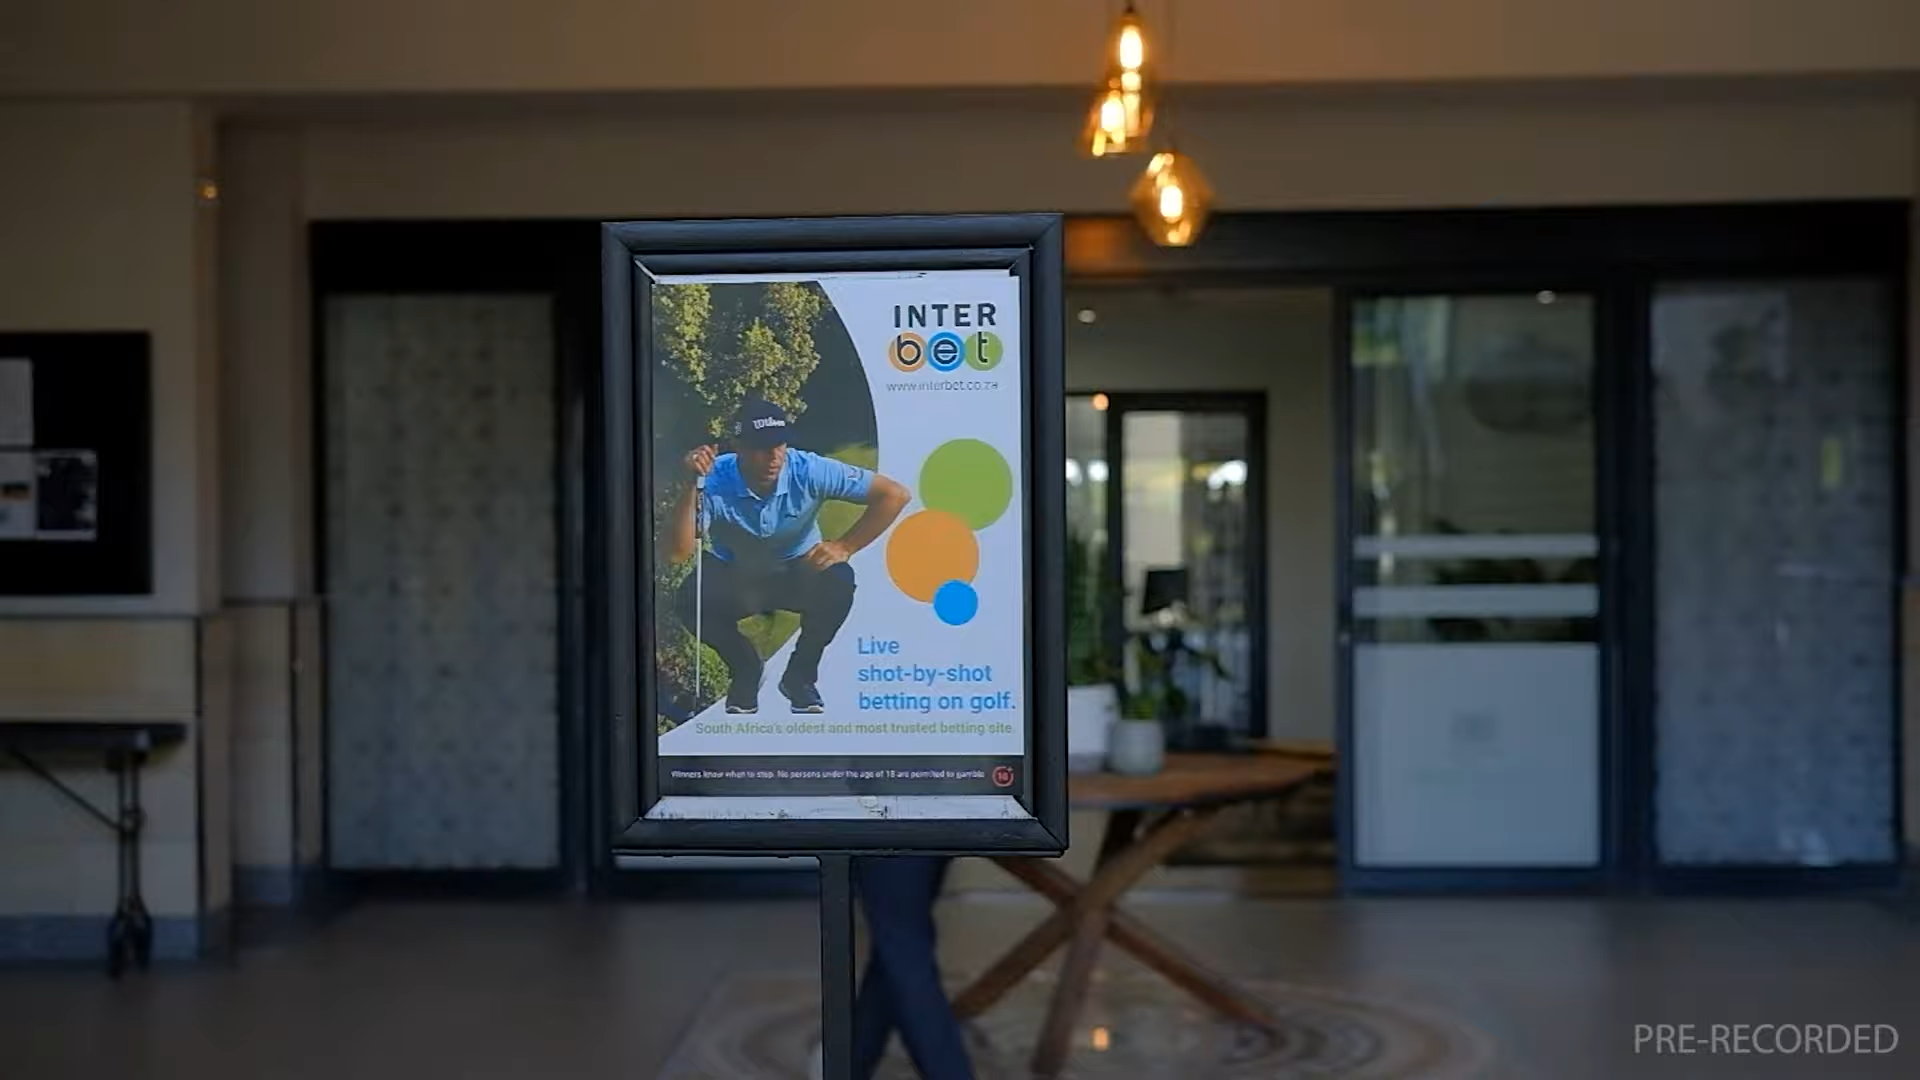 INTER
bet
www.interbet.co.za
Wilson
Live
shot-by-shot
betting on golf.
South Africa's oldest and most trusted betting site.
Winners know when to stop. No persons under the age of 18 are permitted to gamble
18+
PRE-RECORDED